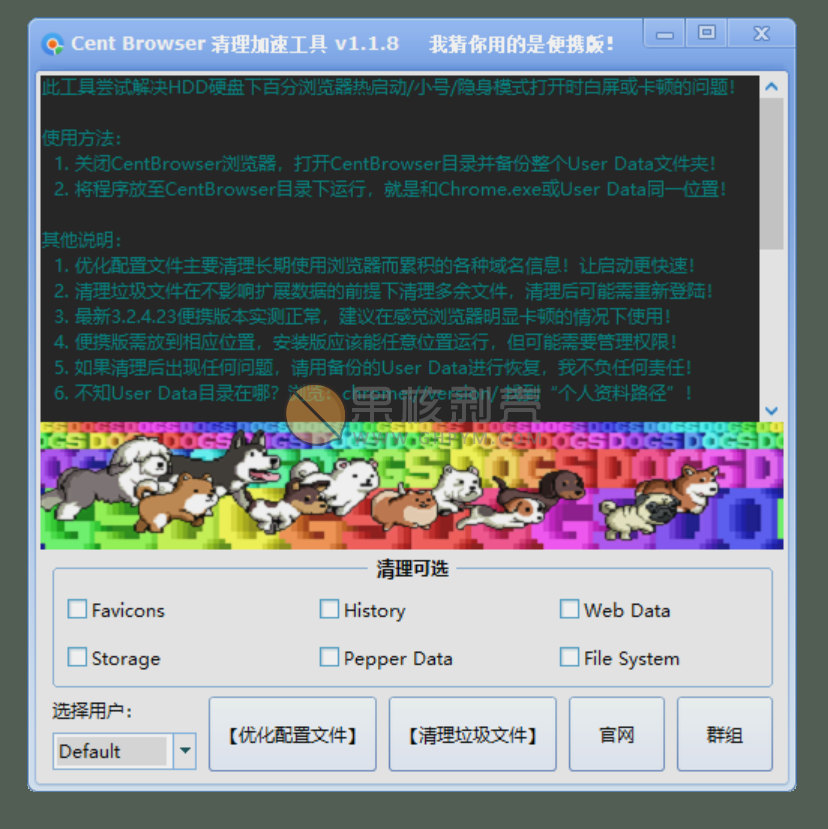 Cent Browser 清理加速工具 v1.1.8 我猜你用的是便携版!
此工具尝试解决HDD硬盘下百分浏览器热启动/小号/隐身模式打开时白屏或卡顿的问题!
使用方法:
1. 关闭CentBrowser浏览器，打开CentBrowser目录并备份整个User Data文件夹!
2. 将程序放至CentBrowser目录下运行，就是和Chrome.exe或User Data同一位置!
其他说明:
1. 优化配置文件主要清理长期使用浏览器而累积的各种域名信息！让启动更快速!
2. 清理垃圾文件在不影响扩展数据的前提下清理多余文件，清理后可能需重新登陆!
3. 最新3.2.4.23便携版本实测正常，建议在感觉浏览器明显卡顿的情况下使用!
4. 便携版需放到相应位置，安装版应该能任意位置运行，但可能需要管理权限!
5. 如果清理后出现任何问题，请用备份的User Data进行恢复，我不负任何责任!
6. 不知User Data目录在哪？浏览：chrome://version/ 找到“个人资料路径”!
果核剥壳
WWW.GHPYM.COM
DOGS DOGS DOGS
清理可选
Favicons
History
Web Data
Storage
Pepper Data
File System
选择用户:
Default
【优化配置文件】
【清理垃圾文件】
官网
群组